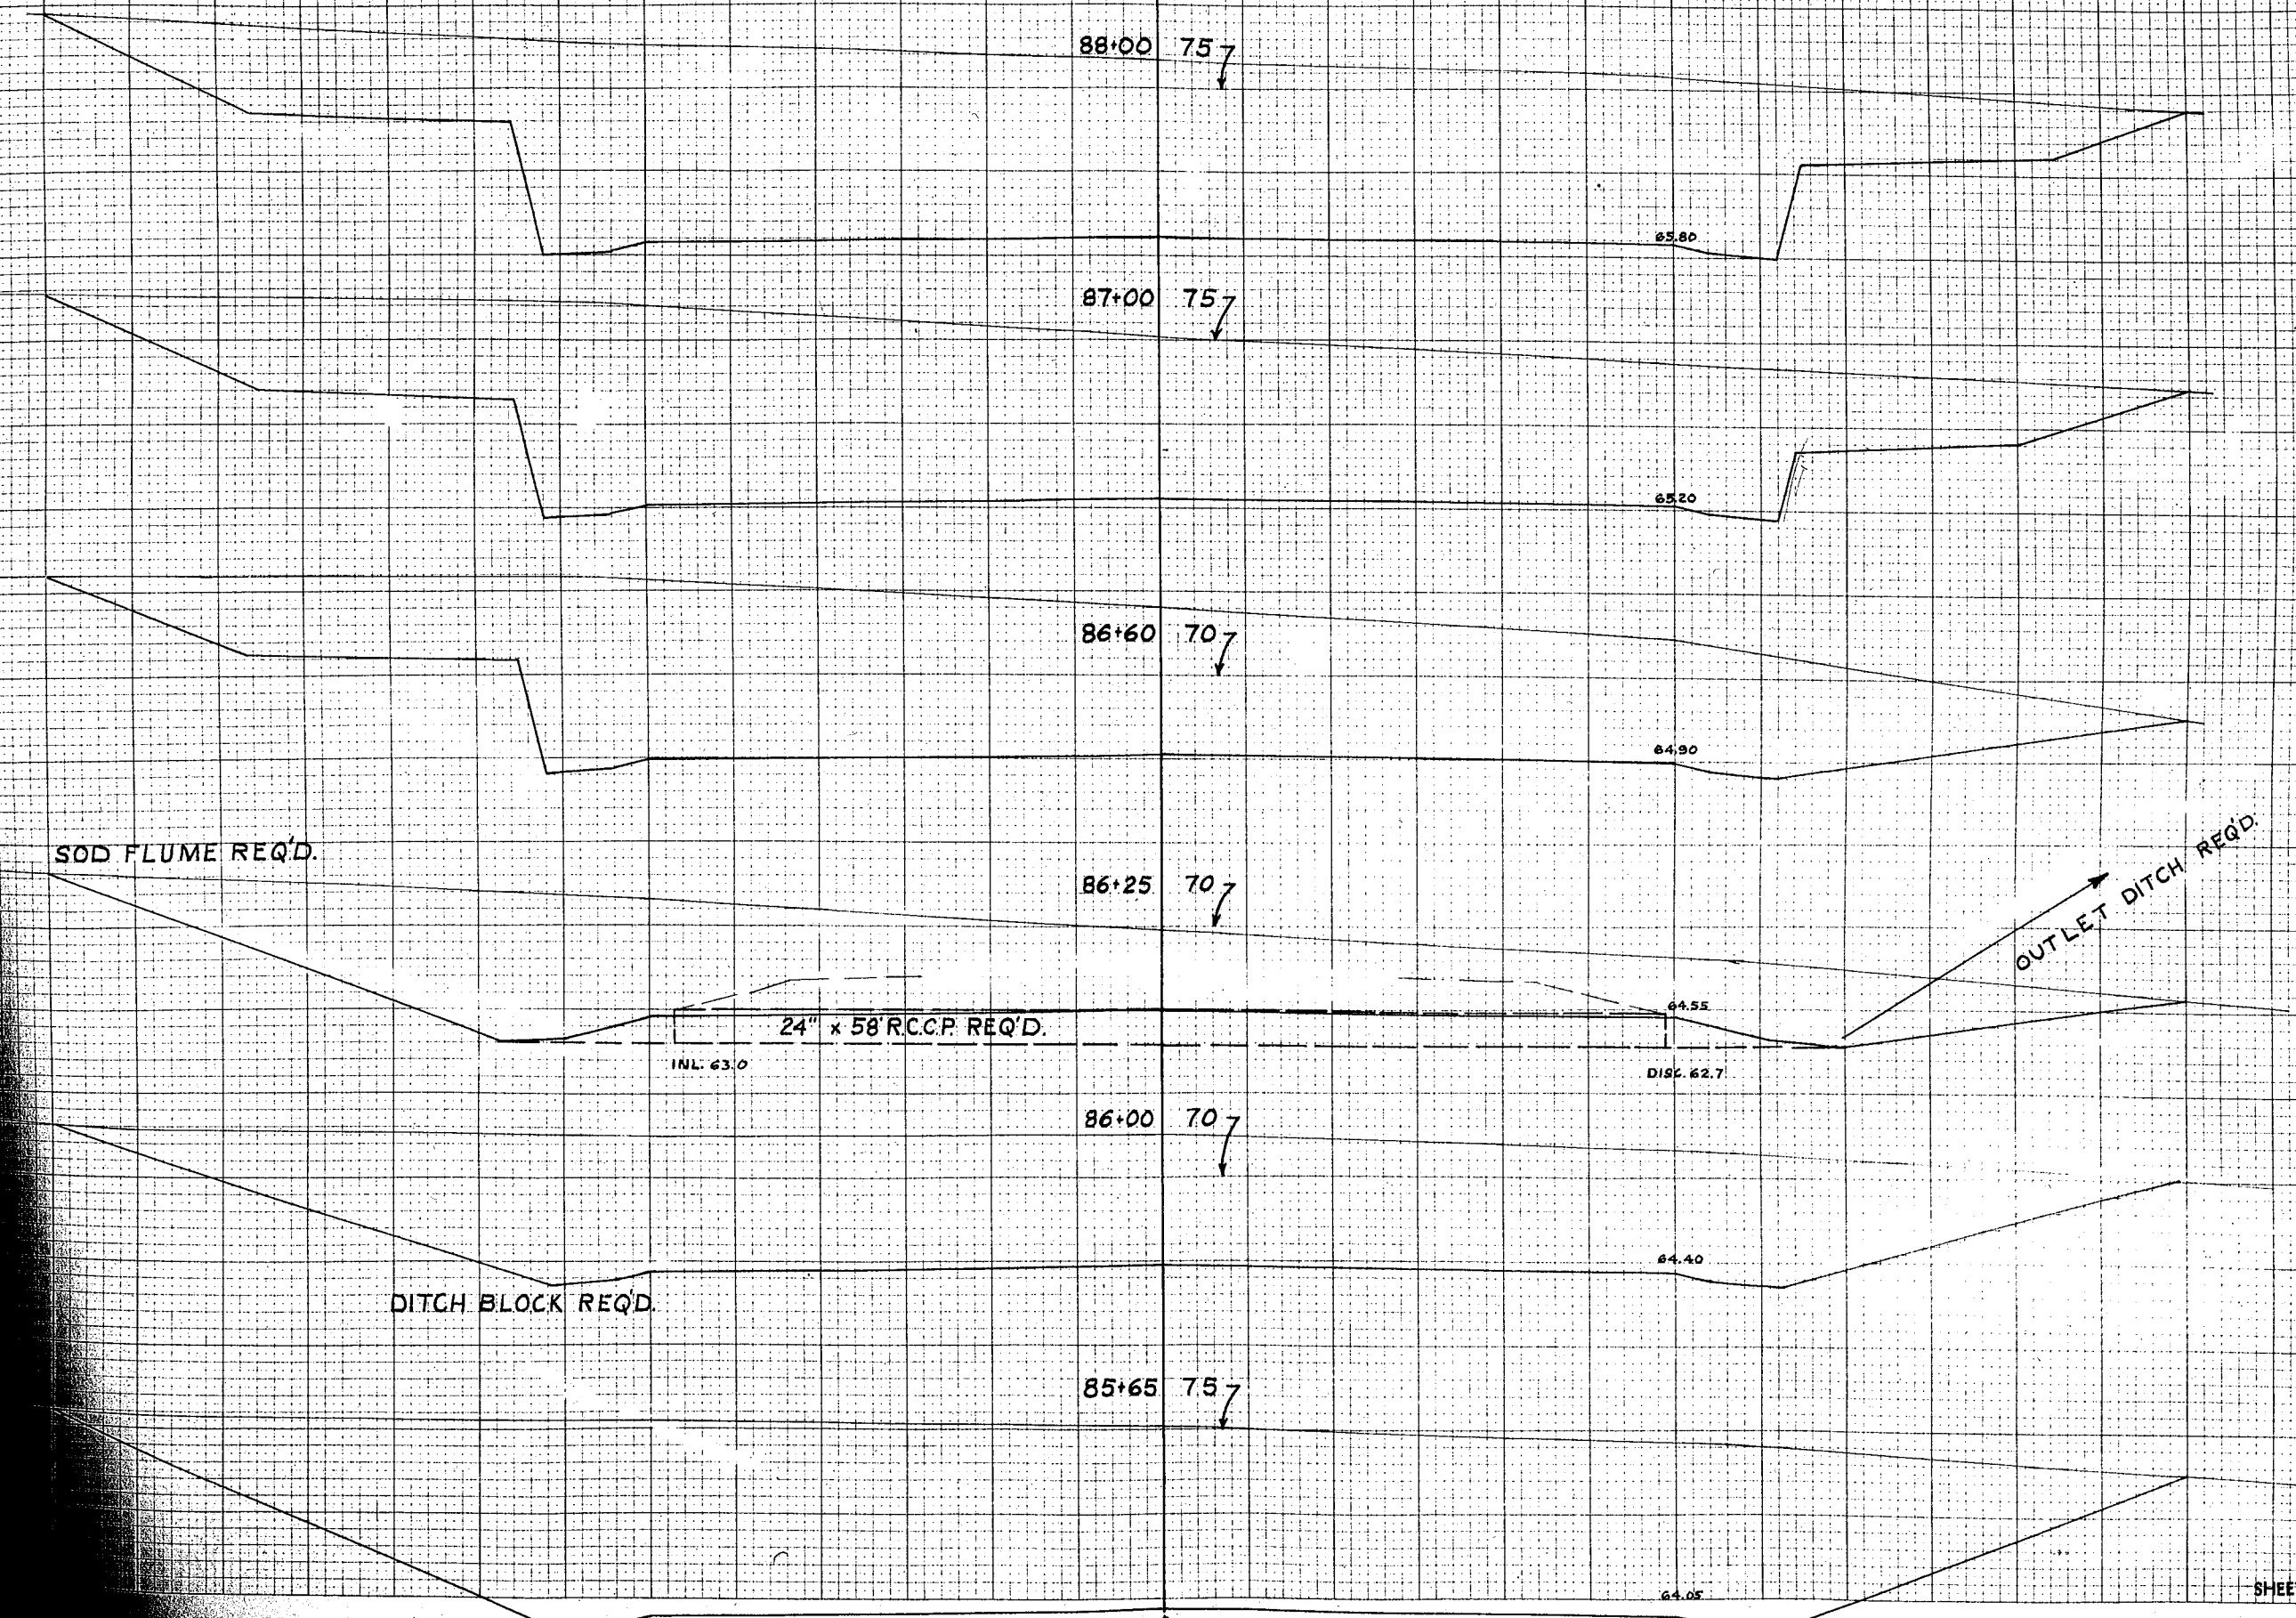 88+00 75
65.80
87+00 75
65.20
86+60 70
64.90
SOD FLUME REQ'D.
86+25 70
OUTLET DITCH REQ'D.
64.55
24" x 58' R.C.C.P. REQ'D.
INL. 63.0
DISC. 62.7
86+00 70
64.40
DITCH BLOCK REQ'D.
85+65 75
64.05
SHEE